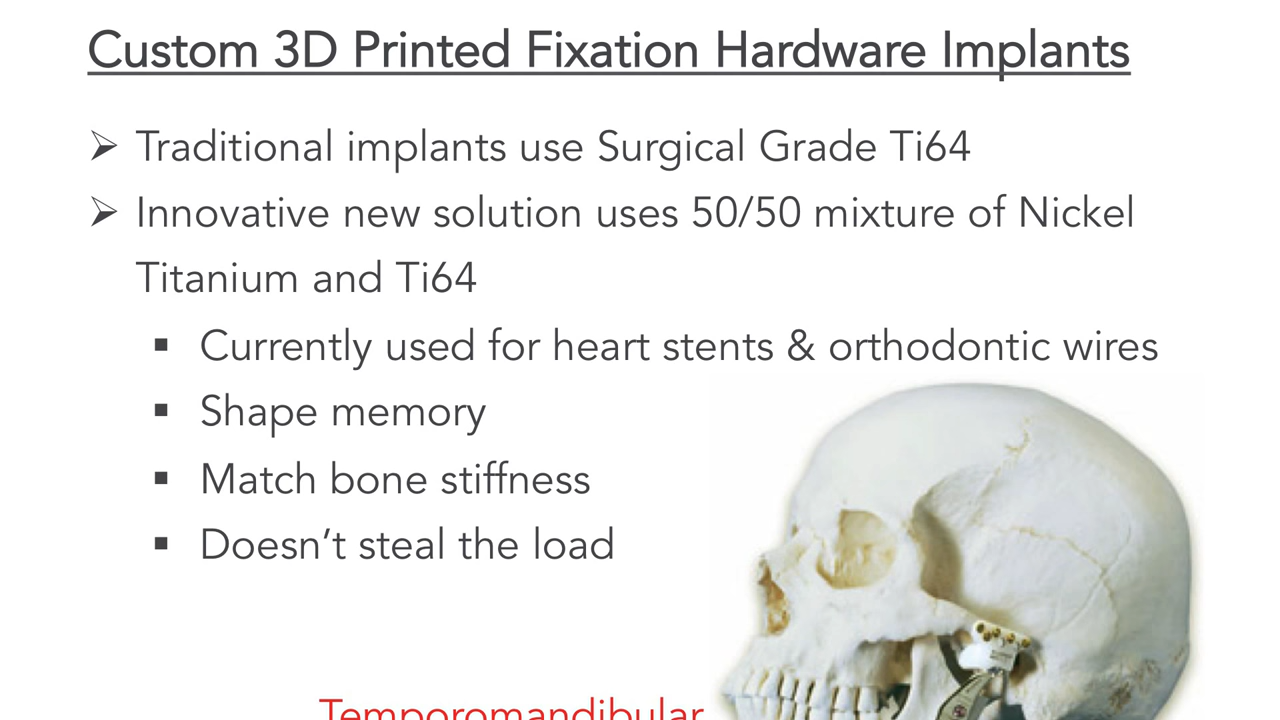 Custom 3D Printed Fixation Hardware Implants
➢ Traditional implants use Surgical Grade Ti64
➢ Innovative new solution uses 50/50 mixture of Nickel
Titanium and Ti64
▪ Currently used for heart stents & orthodontic wires
▪ Shape memory
▪ Match bone stiffness
▪ Doesn’t steal the load
Temporomandibular